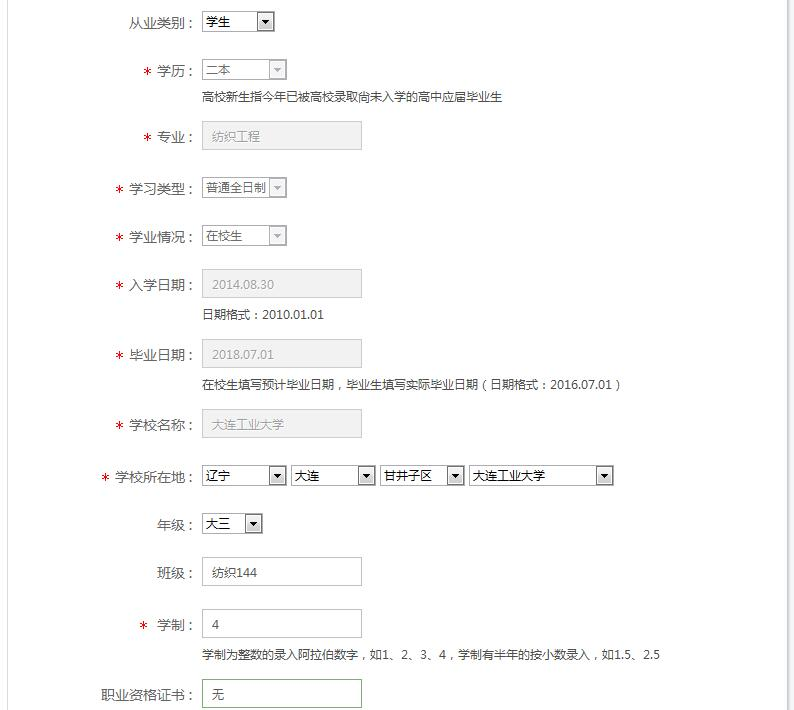 从业类别： 学生
* 学历： 二本
高校新生指今年已被高校录取尚未入学的高中应届毕业生
* 专业： 纺织工程
* 学习类型： 普通全日制
* 学业情况： 在校生
* 入学日期： 2014.08.30
日期格式：2010.01.01
* 毕业日期： 2018.07.01
在校生填写预计毕业日期，毕业生填写实际毕业日期（日期格式：2016.07.01）
* 学校名称： 大连工业大学
* 学校所在地： 辽宁 大连 甘井子区 大连工业大学
年级： 大三
班级： 纺织144
* 学制： 4
学制为整数的录入阿拉伯数字，如1、2、3、4，学制有半年的按小数录入，如1.5、2.5
职业资格证书： 无